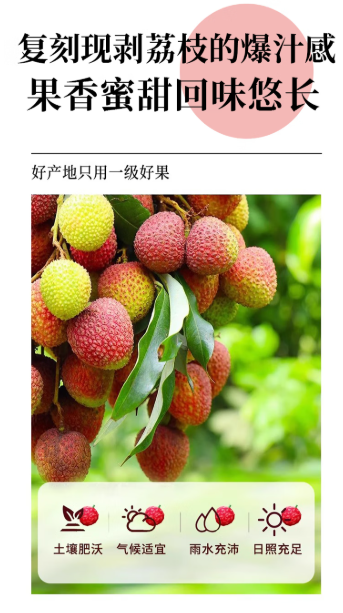 复刻现剥荔枝的爆汁感
果香蜜甜回味悠长
好产地只用一级好果
土壤肥沃 气候适宜 雨水充沛 日照充足